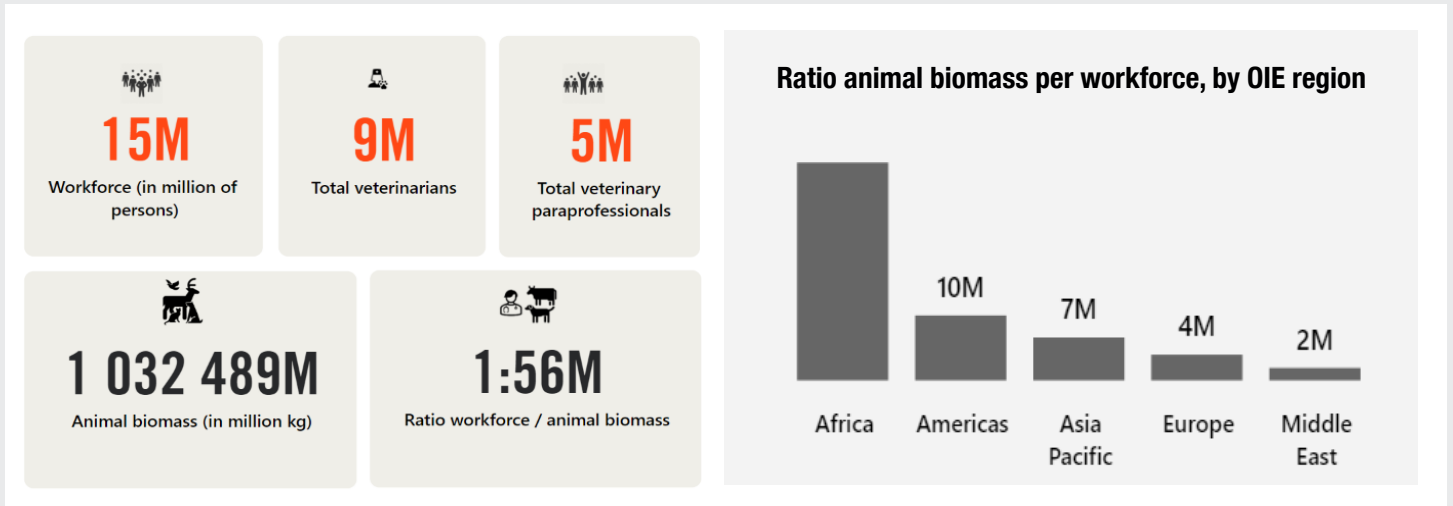 15M
Workforce (in million of
persons)
9M
Total veterinarians
5M
Total veterinary
paraprofessionals
1 032 489M
Animal biomass (in million kg)
1:56M
Ratio workforce / animal biomass
Ratio animal biomass per workforce, by OIE region
10M
7M
4M
2M
Africa
Americas
Asia
Pacific
Europe
Middle
East